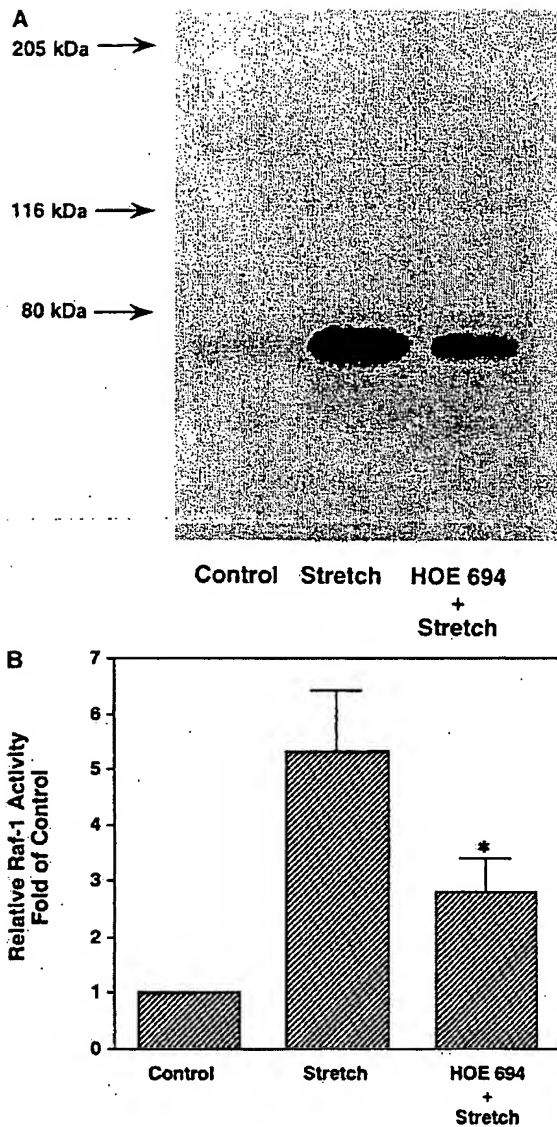 A
205 kDa
116 kDa
80 kDa
Control Stretch HOE 694
+
Stretch
B
Relative Raf-1 Activity
Fold of Control
7
6
5
4
3
2
1
0
*
Control Stretch HOE 694
+
Stretch